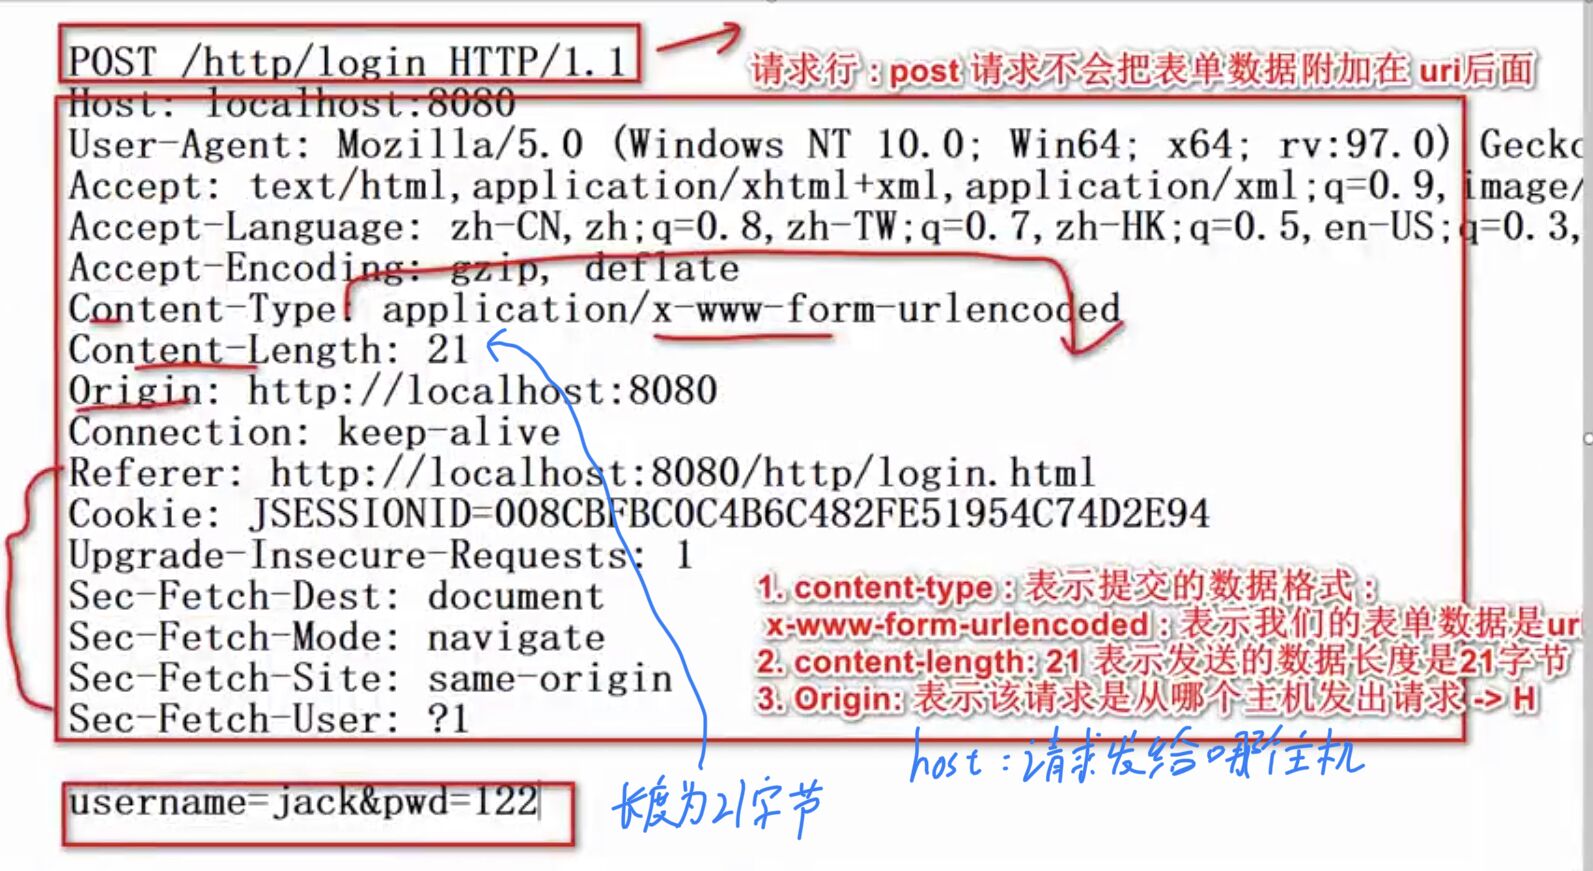 POST /http/login HTTP/1.1
请求行：post 请求不会把表单数据附加在 uri后面
Host: localhost:8080
User-Agent: Mozilla/5.0 (Windows NT 10.0; Win64; x64; rv:97.0) Gecko
Accept: text/html,application/xhtml+xml,application/xml;q=0.9,image/
Accept-Language: zh-CN,zh;q=0.8,zh-TW;q=0.7,zh-HK;q=0.5,en-US;q=0.3,
Accept-Encoding: gzip, deflate
Content-Type: application/x-www-form-urlencoded
Content-Length: 21
Origin: http://localhost:8080
Connection: keep-alive
Referer: http://localhost:8080/http/login.html
Cookie: JSESSIONID=008CBFBC0C4B6C482FE51954C74D2E94
Upgrade-Insecure-Requests: 1
Sec-Fetch-Dest: document
Sec-Fetch-Mode: navigate
Sec-Fetch-Site: same-origin
Sec-Fetch-User: ?1
1. content-type：表示提交的数据格式：
x-www-form-urlencoded：表示我们的表单数据是url
2. content-length: 21 表示发送的数据长度是21字节
3. Origin: 表示该请求是从哪个主机发出请求 -> H
host：请求发给哪个主机
username=jack&pwd=122
长度为21字节